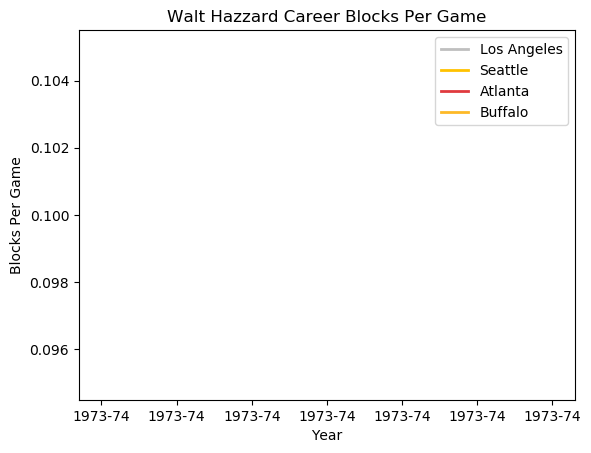 Walt Hazzard Career Blocks Per Game
Los Angeles
Seattle
Atlanta
Buffalo
Blocks Per Game
0.104
0.102
0.100
0.098
0.096
1973-74 1973-74 1973-74 1973-74 1973-74 1973-74 1973-74
Year